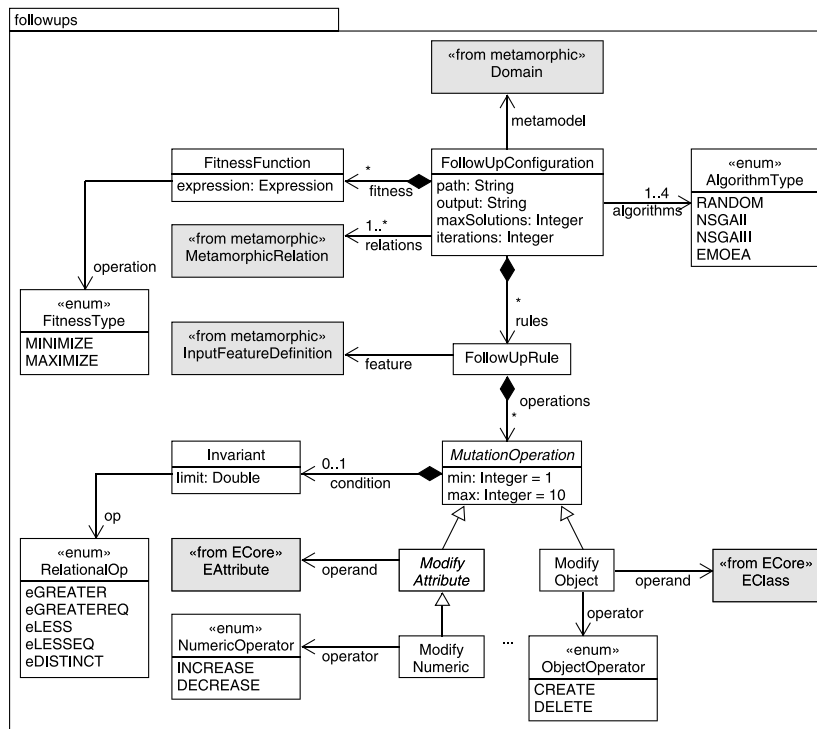 followups
«from metamorphic»
Domain
metamodel
FitnessFunction
expression: Expression
*
fitness
FollowUpConfiguration
path: String
output: String
maxSolutions: Integer
iterations: Integer
1..4
algorithms
«enum»
AlgorithmType
RANDOM
NSGAII
NSGAIII
EMOEA
«from metamorphic»
MetamorphicRelation
1..*
relations
operation
«enum»
FitnessType
MINIMIZE
MAXIMIZE
*
rules
«from metamorphic»
InputFeatureDefinition
feature
FollowUpRule
operations
*
Invariant
limit: Double
0..1
condition
MutationOperation
min: Integer = 1
max: Integer = 10
op
«enum»
RelationalOp
eGREATER
eGREATEREQ
eLESS
eLESSEQ
eDISTINCT
«from ECore»
EAttribute
operand
Modify
Attribute
Modify
Object
operand
«from ECore»
EClass
«enum»
NumericOperator
INCREASE
DECREASE
operator
Modify
Numeric
...
operator
«enum»
ObjectOperator
CREATE
DELETE